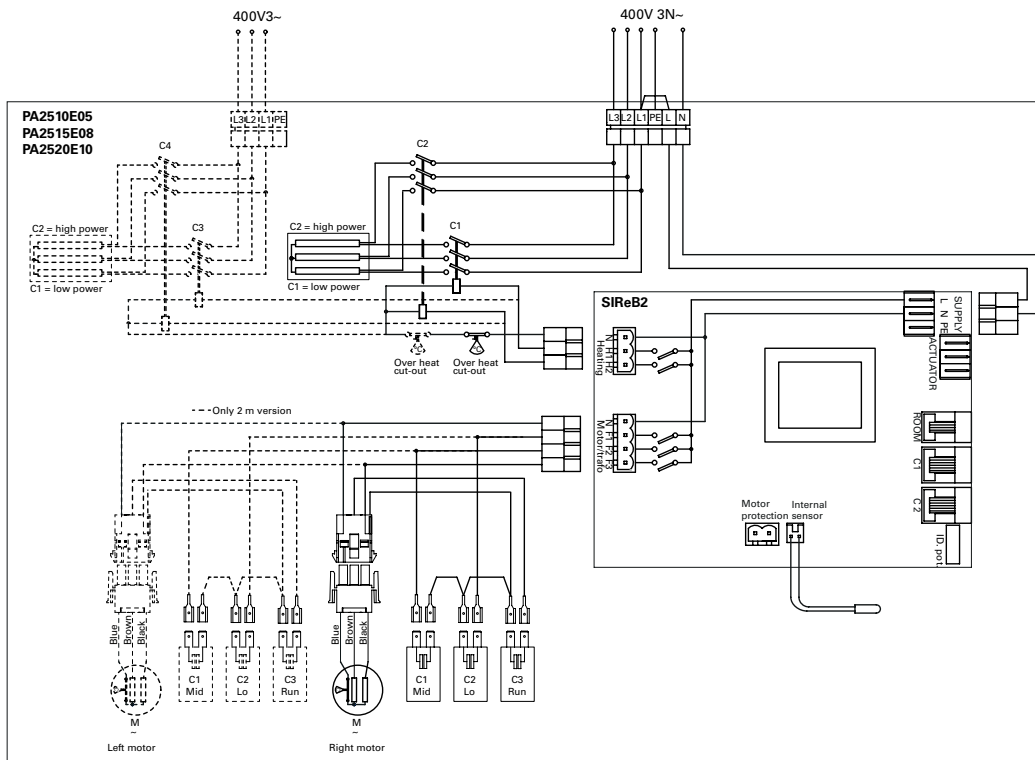 400V3~
400V 3N~
PA2510E05
PA2515E08
PA2520E10
L3 L2 L1 PE
L3 L2 L1 PE L N
C4
C2
C3
C1
C2 = high power
C1 = low power
C2 = high power
C1 = low power
°C
°C
Over heat
cut-out
Over heat
cut-out
SIReB2
N H1 H2
Heating
L N PE
SUPPLY
ACTUATOR
---- Only 2 m version
N F1 F2 F3
Motor/trafo
ROOM
C1
C 2
ID. pot.
Motor
protection
Internal
sensor
Blue
Brown
Black
C1
Mid
C2
Lo
C3
Run
Blue
Brown
Black
C1
Mid
C2
Lo
C3
Run
M
~
Left motor
M
~
Right motor